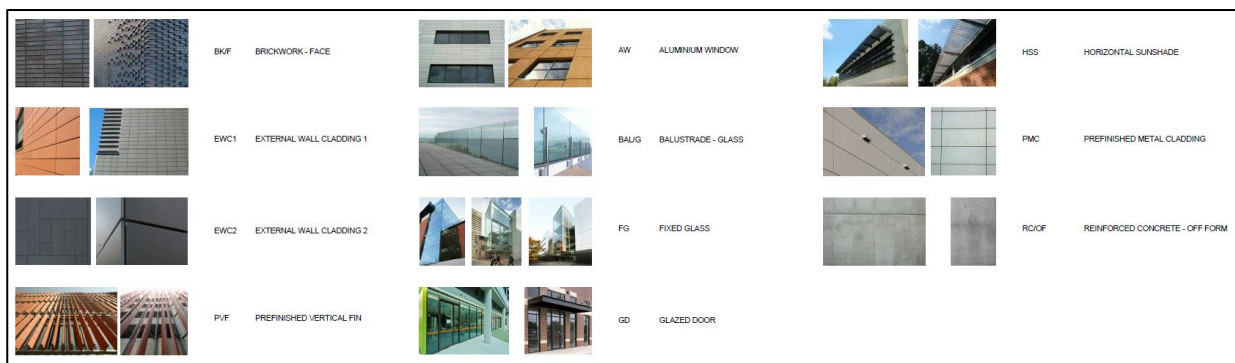 BK/F BRICKWORK - FACE
EWC1 EXTERNAL WALL CLADDING 1
EWC2 EXTERNAL WALL CLADDING 2
PVF PREFINISHED VERTICAL FIN
AW ALUMINIUM WINDOW
BAL/G BALUSTRADE - GLASS
FG FIXED GLASS
GD GLAZED DOOR
HSS HORIZONTAL SUNSHADE
PMC PREFINISHED METAL CLADDING
RC/OF REINFORCED CONCRETE - OFF FORM